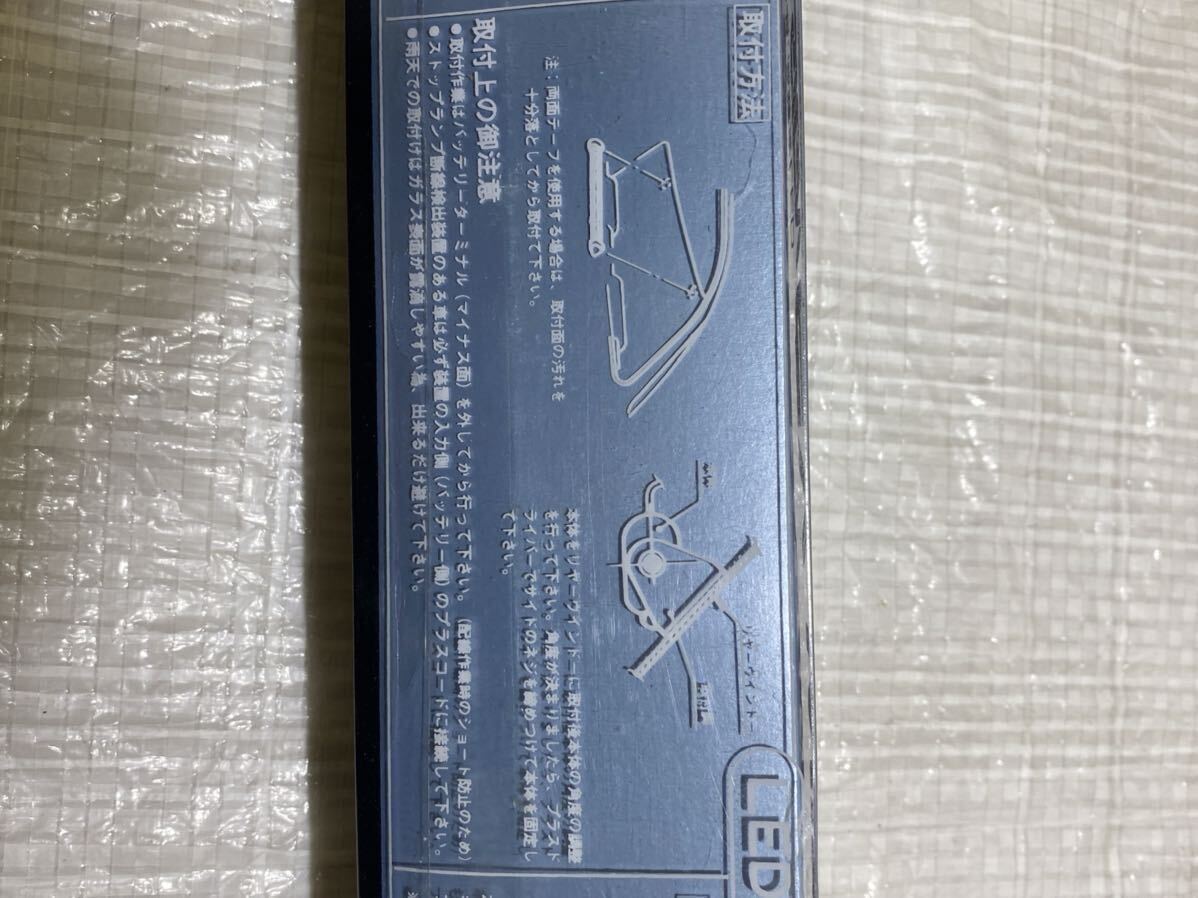 取付方法
注：両面テープを使用する場合は、取付面の汚れを
十分落としてから取付て下さい。
ネジ
リヤーウインドー
LED
本体をリヤーウインドーに取付後本体の角度の調整
を行って下さい。角度が決まりましたら、プラスド
ライバーでサイドのネジを締めつけて本体を固定し
て下さい。
取付上の御注意
●取付作業はバッテリーターミナル（マイナス面）を外してから行って下さい。（配線作業時のショート防止のため）
●ストップランプ断線検出装置のある車は必ず装置の入力側（バッテリー側）のプラスコードに接続して下さい。
●雨天での取付けはガラス表面が露滴しやすい為、出来るだけ避けて下さい。